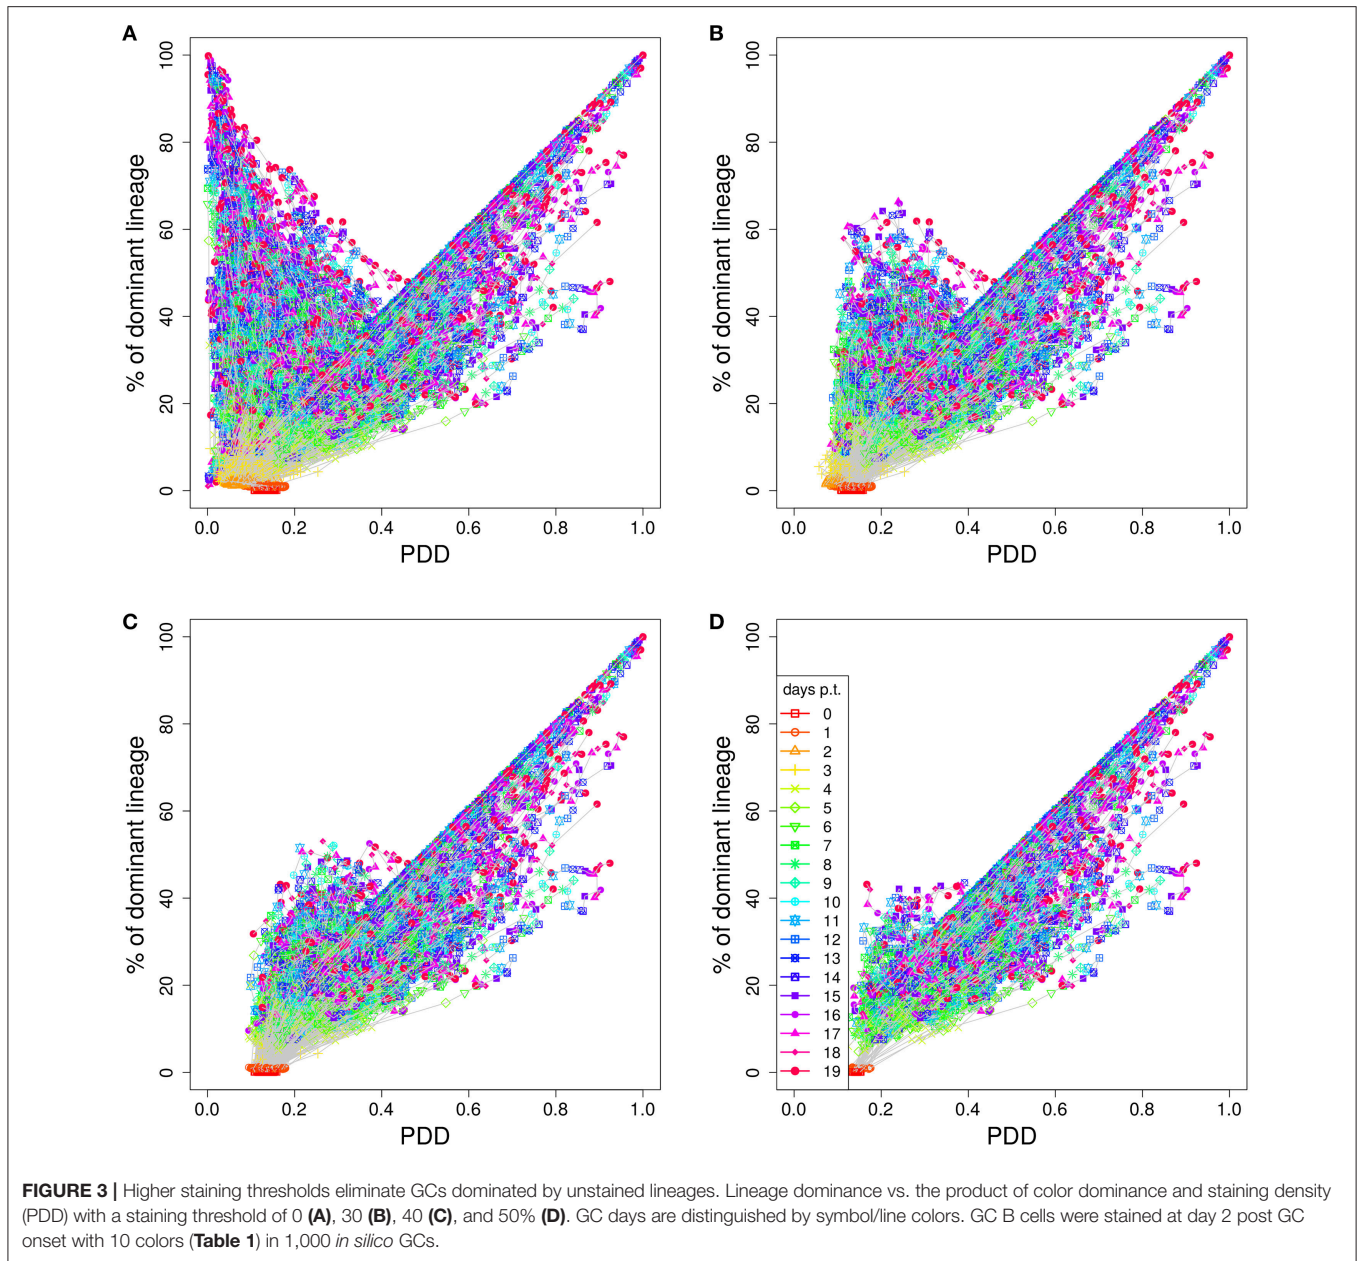 A
B
100
80
60
40
20
0
% of dominant lineage
0.0 0.2 0.4 0.6 0.8 1.0
PDD
100
80
60
40
20
0
% of dominant lineage
0.0 0.2 0.4 0.6 0.8 1.0
PDD
C
D
100
80
60
40
20
0
% of dominant lineage
0.0 0.2 0.4 0.6 0.8 1.0
PDD
100
80
60
40
20
0
% of dominant lineage
days p.t.
0
1
2
3
4
5
6
7
8
9
10
11
12
13
14
15
16
17
18
19
0.0 0.2 0.4 0.6 0.8 1.0
PDD
FIGURE 3 | Higher staining thresholds eliminate GCs dominated by unstained lineages. Lineage dominance vs. the product of color dominance and staining density
(PDD) with a staining threshold of 0 (A), 30 (B), 40 (C), and 50% (D). GC days are distinguished by symbol/line colors. GC B cells were stained at day 2 post GC
onset with 10 colors (Table 1) in 1,000 in silico GCs.